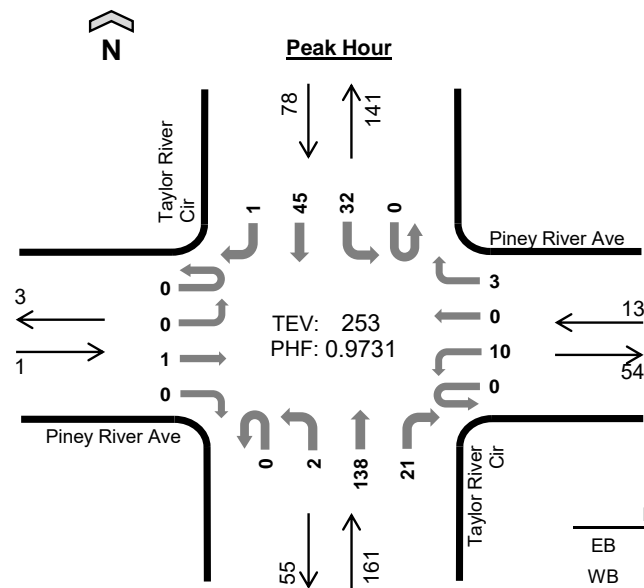 N
Peak Hour
78
141
Taylor River
Cir
1
45
32
0
Piney River Ave
0
0
1
0
3
0
10
0
TEV: 253
PHF: 0.9731
3
1
13
54
Piney River Ave
0
2
138
21
Taylor River
Cir
55
161
EB
WB